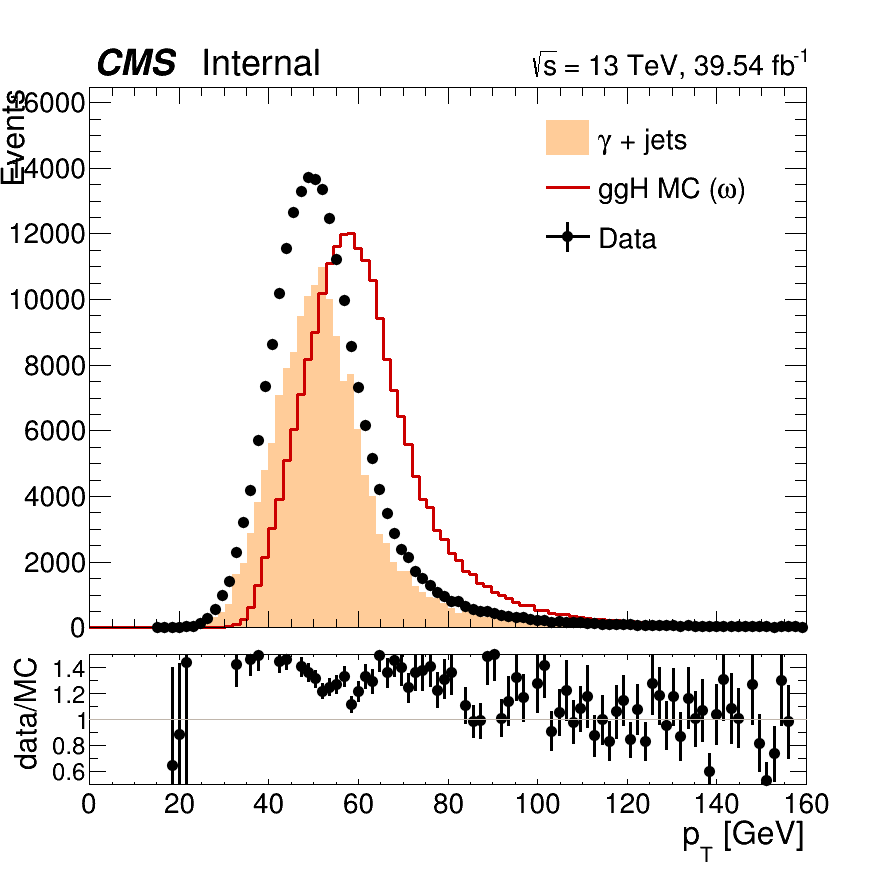 CMS Internal
√s = 13 TeV, 39.54 fb⁻¹
Events
16000
14000
12000
10000
8000
6000
4000
2000
0
γ + jets
ggH MC (ω)
Data
data/MC
1.4
1.2
1
0.8
0.6
0 20 40 60 80 100 120 140 160
p_T [GeV]